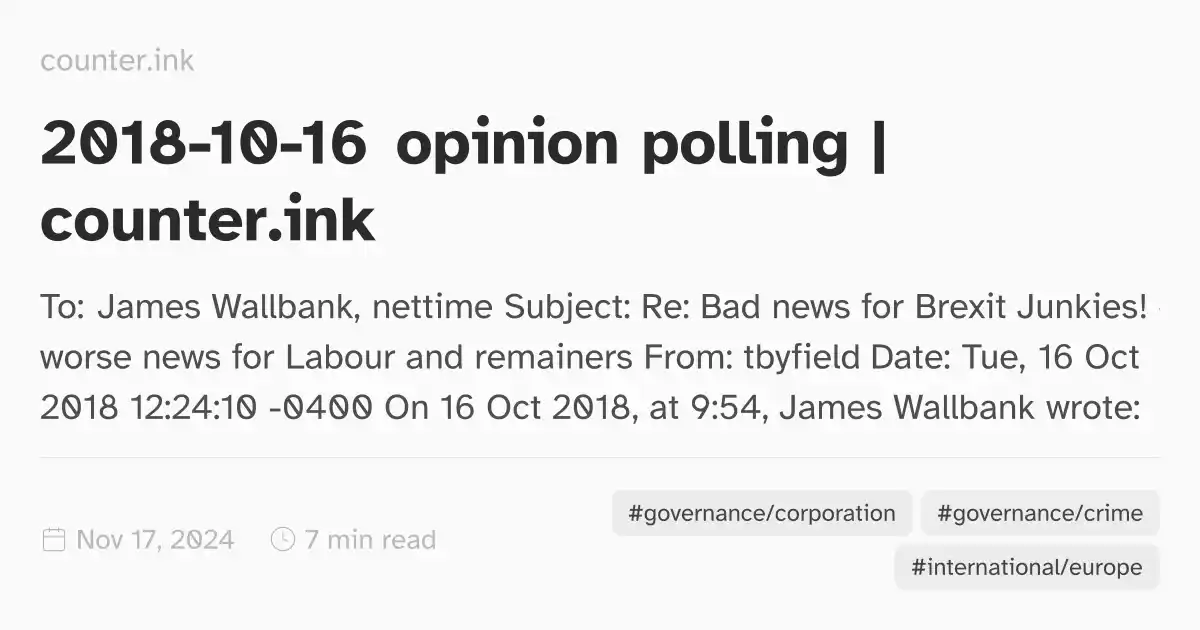 counter.ink
2018-10-16 opinion polling |
counter.ink
To: James Wallbank, nettime Subject: Re: Bad news for Brexit Junkies!
worse news for Labour and remainers From: tbyfield Date: Tue, 16 Oct
2018 12:24:10 -0400 On 16 Oct 2018, at 9:54, James Wallbank wrote:
Nov 17, 2024 7 min read
#governance/corporation #governance/crime
#international/europe